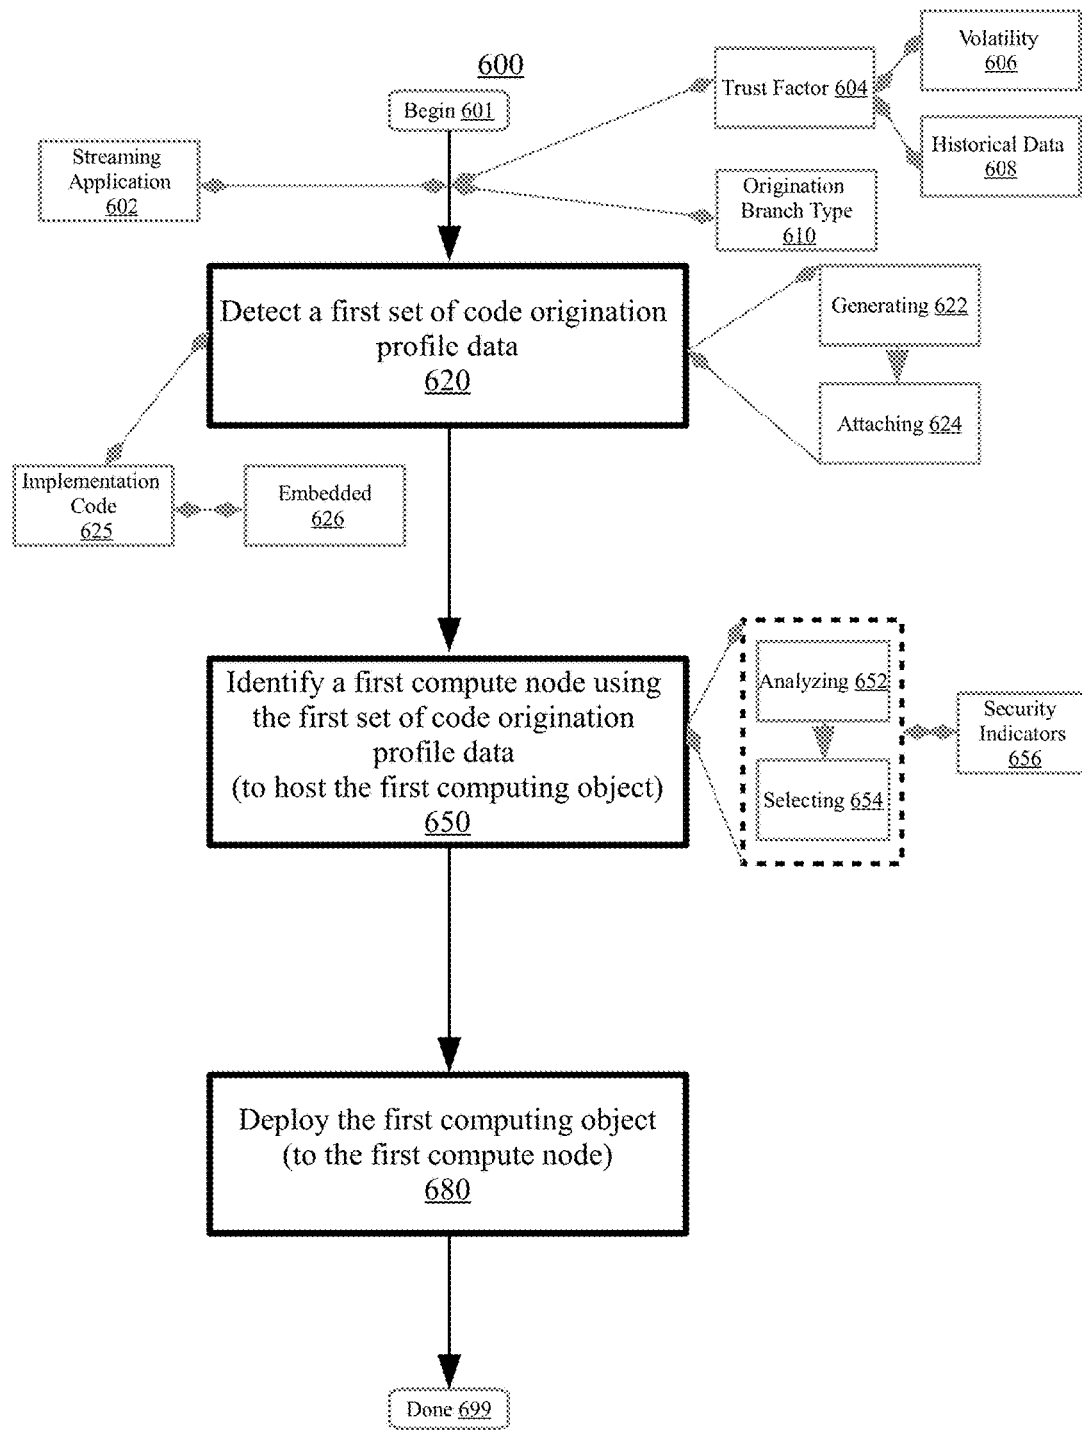 600
Begin 601
Trust Factor 604
Volatility
606
Historical Data
608
Streaming
Application
602
Origination
Branch Type
610
Detect a first set of code origination
profile data
620
Generating 622
Attaching 624
Implementation
Code
625
Embedded
626
Identify a first compute node using
the first set of code origination
profile data
(to host the first computing object)
650
Analyzing 652
Selecting 654
Security
Indicators
656
Deploy the first computing object
(to the first compute node)
680
Done 699